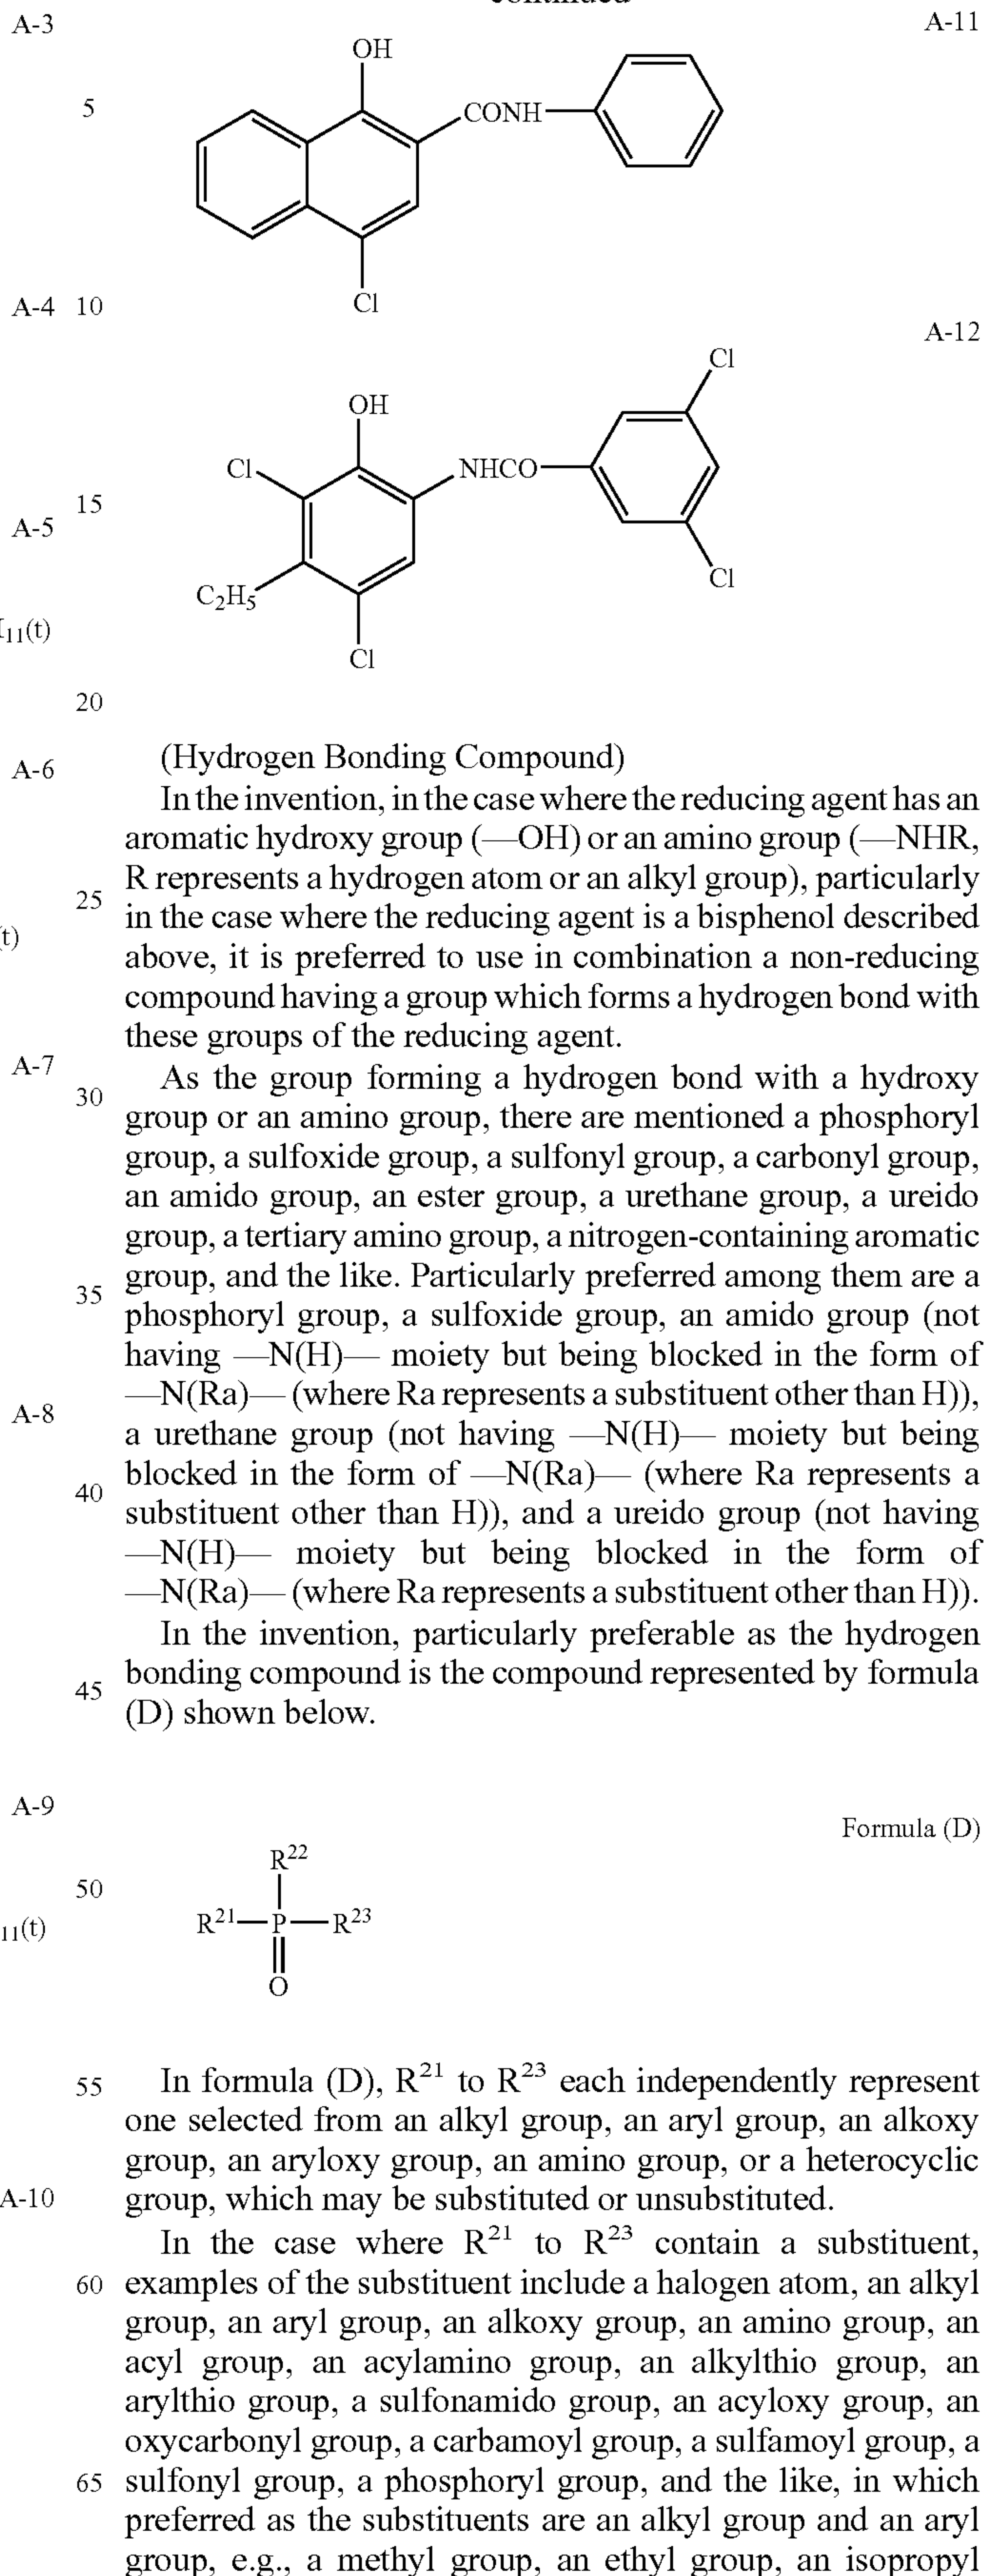 continued
A-3
A-11
OH
5
CONH
Cl
A-4
10
A-12
Cl
OH
Cl
NHCO
15
A-5
Cl
C2H5
11(t)
Cl
20
(Hydrogen Bonding Compound)
A-6
In the invention, in the case where the reducing agent has an
aromatic hydroxy group (—OH) or an amino group (—NHR,
R represents a hydrogen atom or an alkyl group), particularly
25
in the case where the reducing agent is a bisphenol described
(t)
above, it is preferred to use in combination a non-reducing
compound having a group which forms a hydrogen bond with
these groups of the reducing agent.
A-7
As the group forming a hydrogen bond with a hydroxy
30
group or an amino group, there are mentioned a phosphoryl
group, a sulfoxide group, a sulfonyl group, a carbonyl group,
an amido group, an ester group, a urethane group, a ureido
group, a tertiary amino group, a nitrogen-containing aromatic
group, and the like. Particularly preferred among them are a
35
phosphoryl group, a sulfoxide group, an amido group (not
having —N(H)— moiety but being blocked in the form of
—N(Ra)— (where Ra represents a substituent other than H)),
A-8
a urethane group (not having —N(H)— moiety but being
blocked in the form of —N(Ra)— (where Ra represents a
40
substituent other than H)), and a ureido group (not having
—N(H)— moiety but being blocked in the form of
—N(Ra)— (where Ra represents a substituent other than H)).
In the invention, particularly preferable as the hydrogen
bonding compound is the compound represented by formula
45
(D) shown below.
A-9
Formula (D)
R22
50
R21—P—R23
11(t)
O
In formula (D), R21 to R23 each independently represent
55
one selected from an alkyl group, an aryl group, an alkoxy
group, an aryloxy group, an amino group, or a heterocyclic
A-10
group, which may be substituted or unsubstituted.
In the case where R21 to R23 contain a substituent,
60
examples of the substituent include a halogen atom, an alkyl
group, an aryl group, an alkoxy group, an amino group, an
acyl group, an acylamino group, an alkylthio group, an
arylthio group, a sulfonamido group, an acyloxy group, an
oxycarbonyl group, a carbamoyl group, a sulfamoyl group, a
65
sulfonyl group, a phosphoryl group, and the like, in which
preferred as the substituents are an alkyl group and an aryl
group, e.g., a methyl group, an ethyl group, an isopropyl